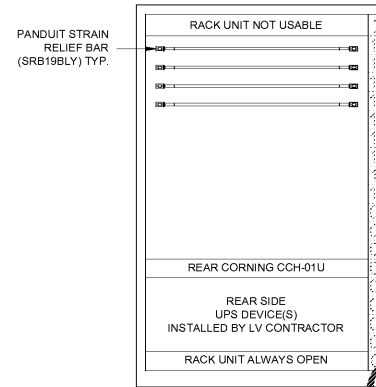 RACK UNIT NOT USABLE
PANDUIT STRAIN
RELIEF BAR
(SRB19BLY) TYP.
REAR CORNING CCH-01U
REAR SIDE
UPS DEVICE(S)
INSTALLED BY LV CONTRACTOR
RACK UNIT ALWAYS OPEN